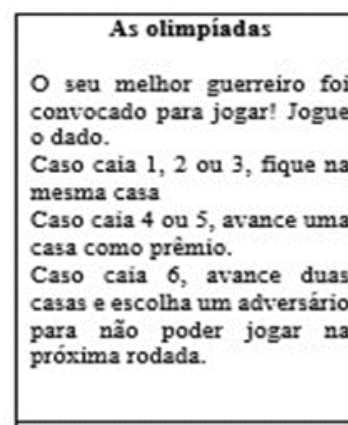 As olimpíadas
O seu melhor guerreiro foi
convocado para jogar! Jogue
o dado.
Caso caia 1, 2 ou 3, fique na
mesma casa
Caso caia 4 ou 5, avance uma
casa como prêmio.
Caso caia 6, avance duas
casas e escolha um adversário
para não poder jogar na
próxima rodada.